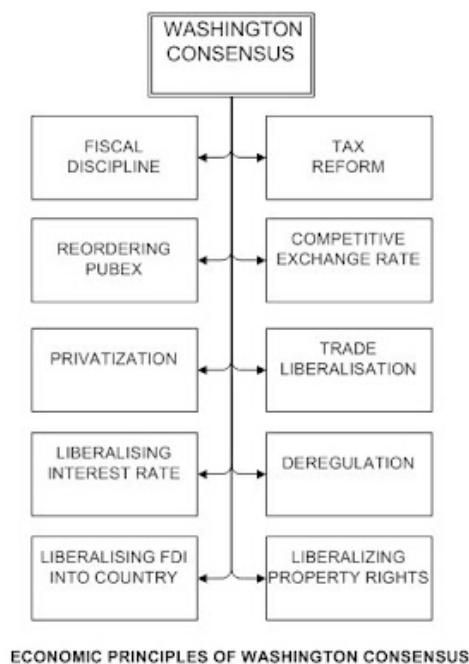 WASHINGTON
CONSENSUS
FISCAL
DISCIPLINE
TAX
REFORM
REORDERING
PUBEX
COMPETITIVE
EXCHANGE RATE
PRIVATIZATION
TRADE
LIBERALISATION
LIBERALISING
INTEREST RATE
DEREGULATION
LIBERALISING FDI
INTO COUNTRY
LIBERALIZING
PROPERTY RIGHTS
ECONOMIC PRINCIPLES OF WASHINGTON CONSENSUS